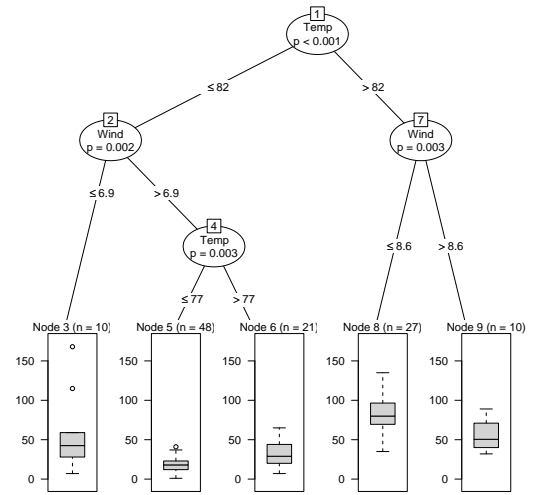 1
Temp
p < 0.001
≤ 82
> 82
2
Wind
p = 0.002
7
Wind
p = 0.003
≤ 6.9
> 6.9
4
Temp
p = 0.003
≤ 8.6
> 8.6
≤ 77
> 77
Node 3 (n = 10)
Node 5 (n = 48)
Node 6 (n = 21)
Node 8 (n = 27)
Node 9 (n = 10)
150
100
50
0
150
100
50
0
150
100
50
0
150
100
50
0
150
100
50
0